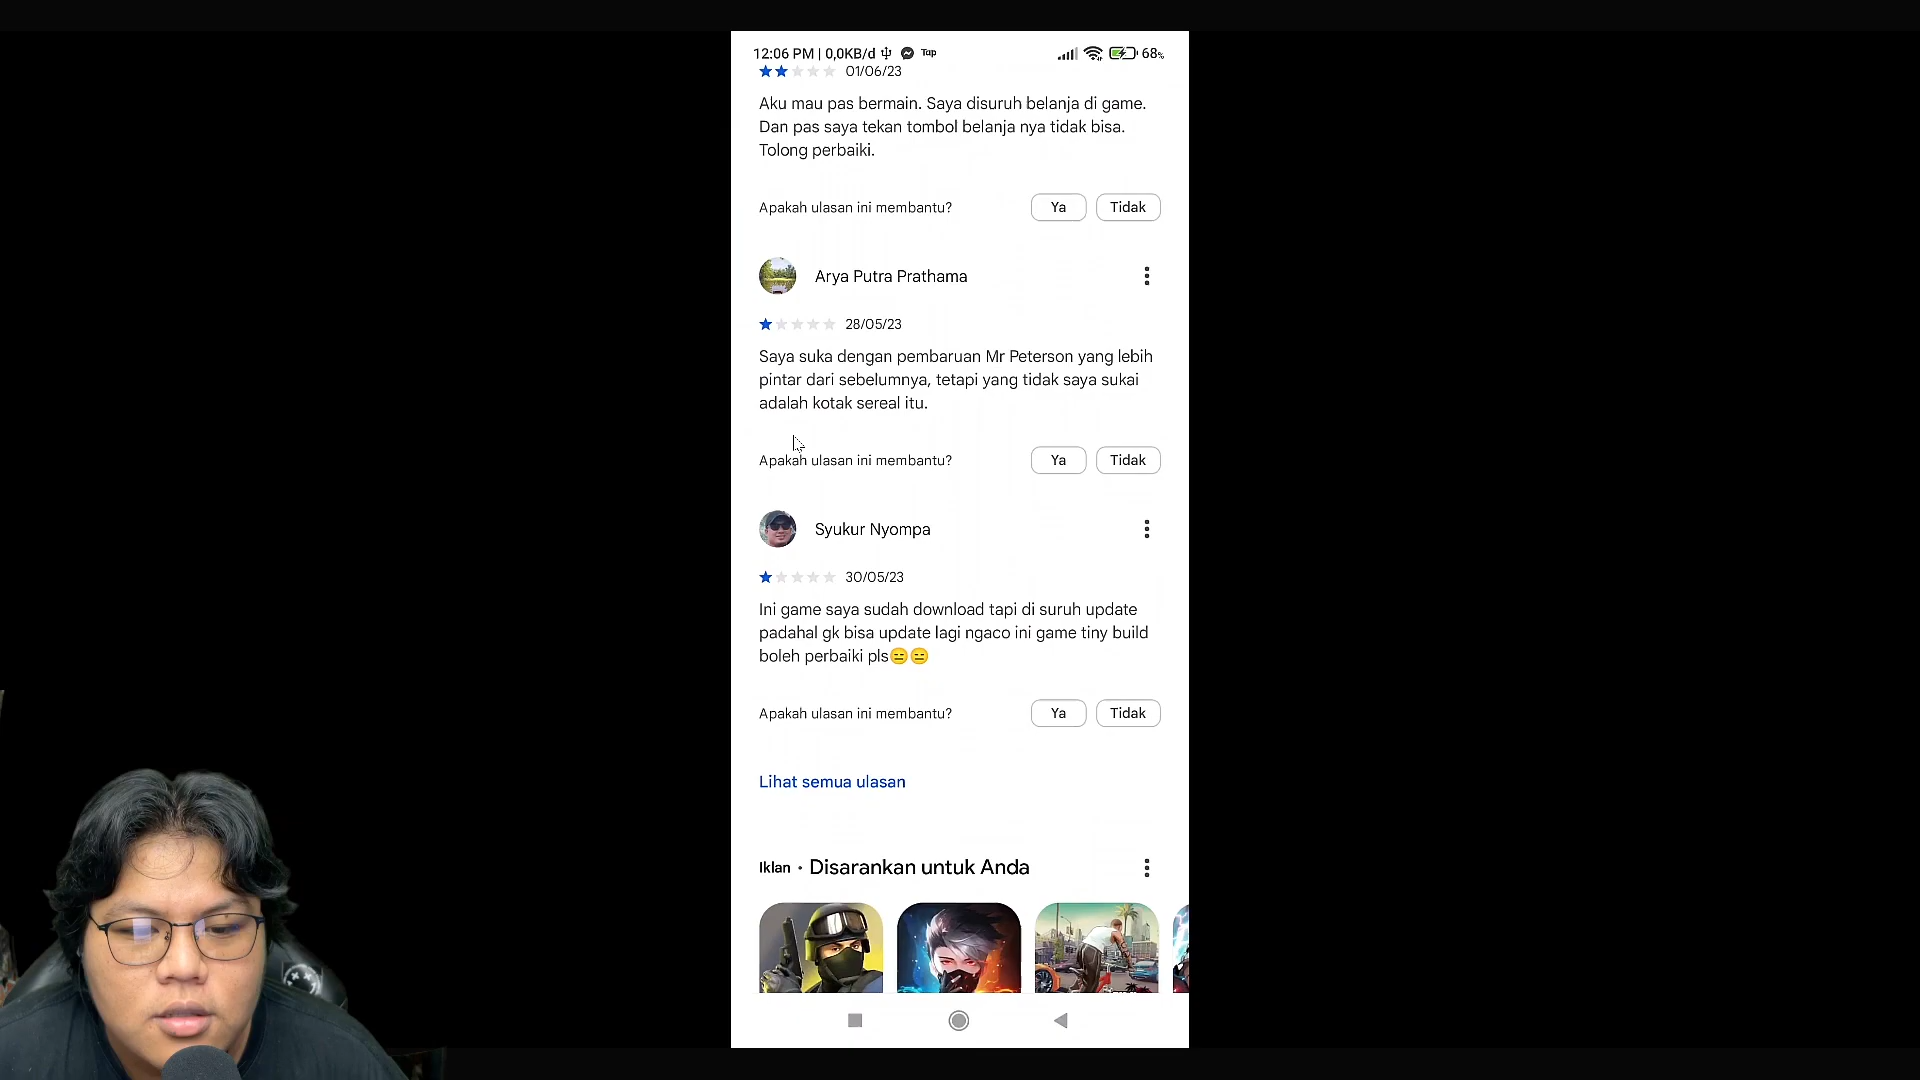 12:06 PM | 0,0KB/d Tap 68%
01/06/23
Aku mau pas bermain. Saya disuruh belanja di game.
Dan pas saya tekan tombol belanja nya tidak bisa.
Tolong perbaiki.
Apakah ulasan ini membantu? Ya Tidak
Arya Putra Prathama
28/05/23
Saya suka dengan pembaruan Mr Peterson yang lebih
pintar dari sebelumnya, tetapi yang tidak saya sukai
adalah kotak sereal itu.
Apakah ulasan ini membantu? Ya Tidak
Syukur Nyompa
30/05/23
Ini game saya sudah download tapi di suruh update
padahal gk bisa update lagi ngaco ini game tiny build
boleh perbaiki pls😑😑
Apakah ulasan ini membantu? Ya Tidak
Lihat semua ulasan
Iklan • Disarankan untuk Anda